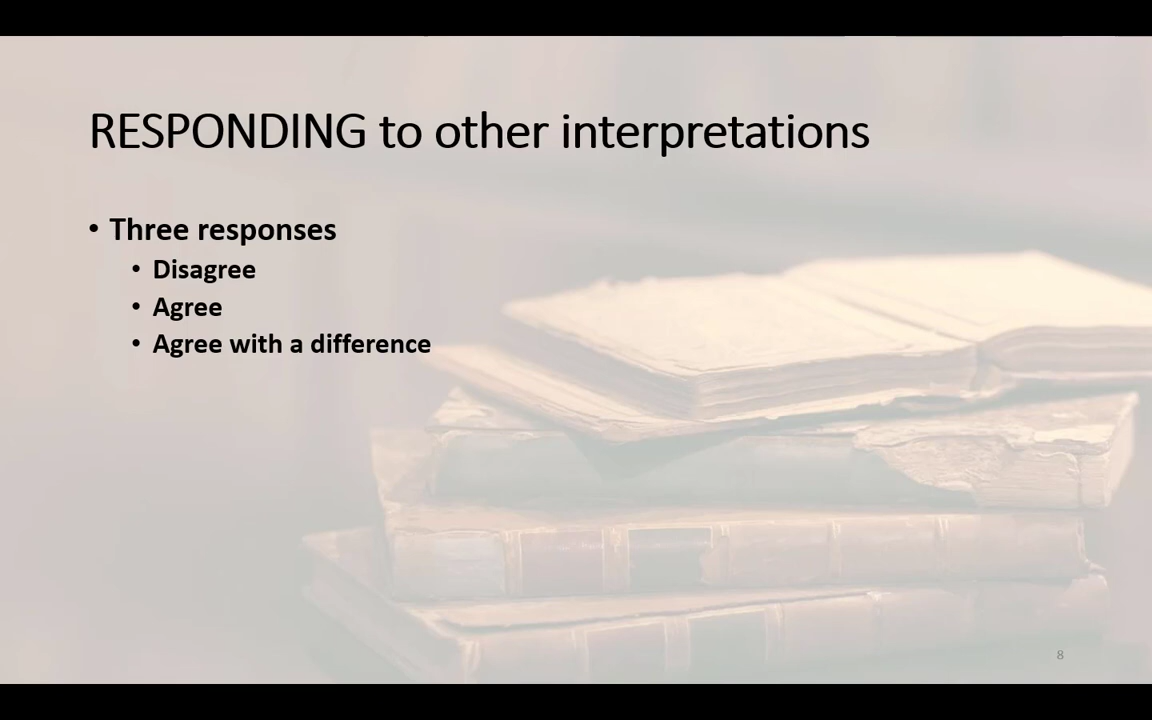 RESPONDING to other interpretations
• Three responses
• Disagree
• Agree
• Agree with a difference
8